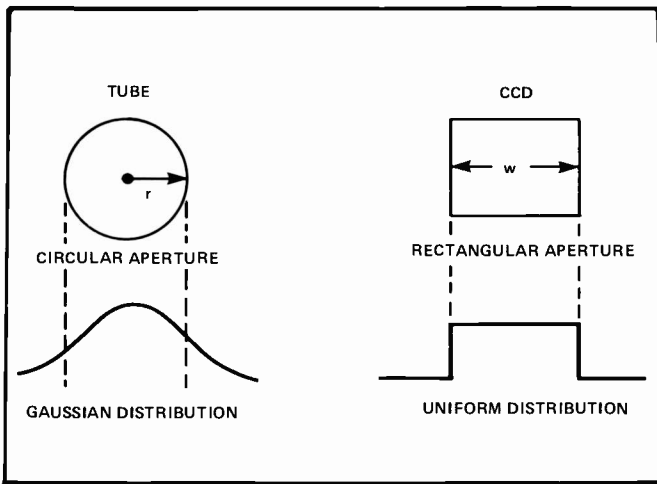 TUBE
r
CIRCULAR APERTURE
GAUSSIAN DISTRIBUTION
CCD
w
RECTANGULAR APERTURE
UNIFORM DISTRIBUTION